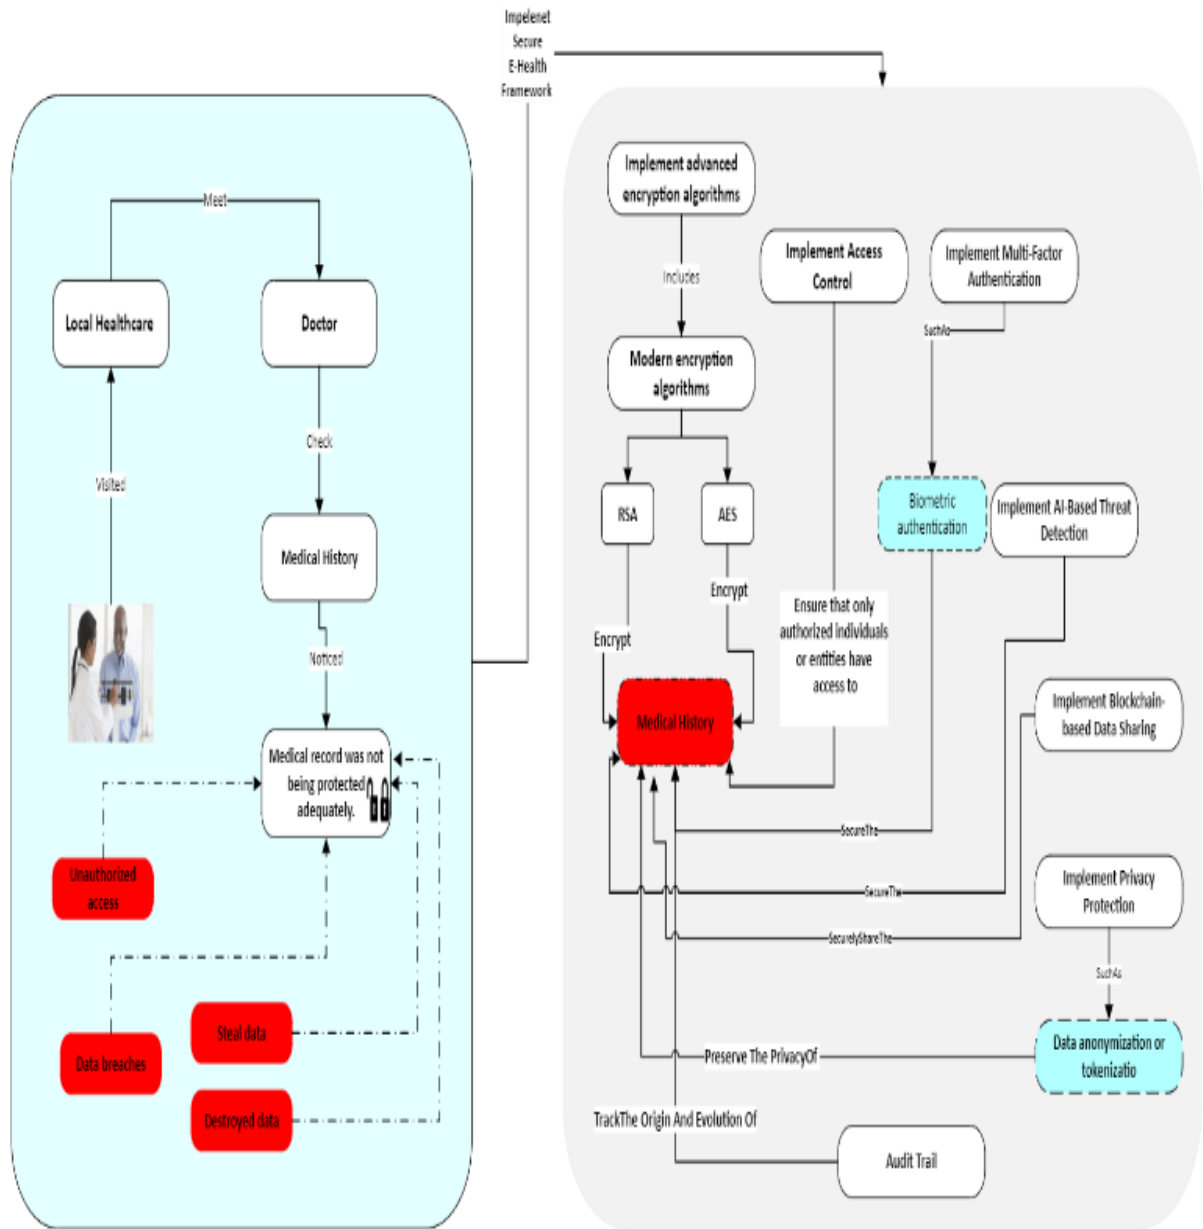 Impelenet
Secure
E-Health
Framework
Meet
Local Healthcare
Doctor
Check
Visited
Medical History
Noticed
Medical record was not
being protected
adequately.
Unauthorized
access
Data breaches
Steal data
Destroyed data
Implement advanced
encryption algorithms
Includes
Implement Access
Control
Implement Multi-Factor
Authentication
SuchAs
Modern encryption
algorithms
RSA
AES
Biometric
authentication
Implement AI-Based Threat
Detection
Encrypt
Encrypt
Ensure that only
authorized individuals
or entities have
access to
Medical History
Implement Blockchain-
based Data Sharing
SecureThe
SecureThe
SecurelyShareThe
Implement Privacy
Protection
SuchAs
Data anonymization or
tokenizatio
Preserve The PrivacyOf
TrackThe Origin And Evolution Of
Audit Trail